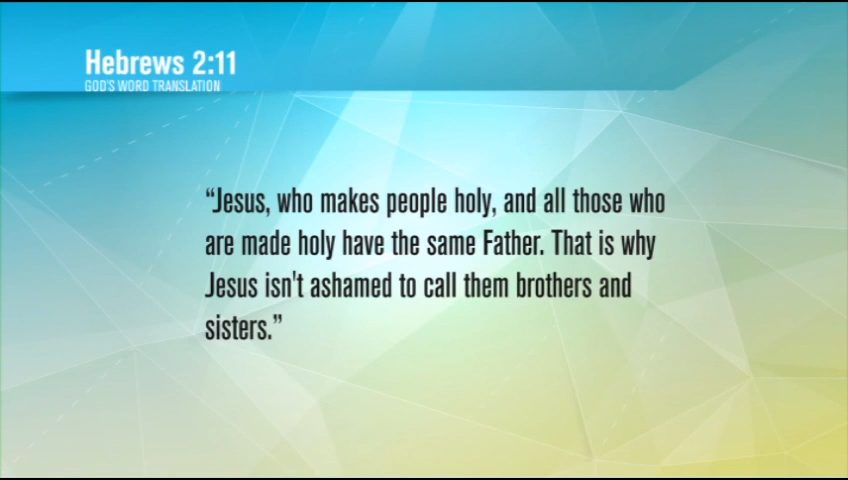 Hebrews 2:11
GOD'S WORD TRANSLATION
“Jesus, who makes people holy, and all those who
are made holy have the same Father. That is why
Jesus isn't ashamed to call them brothers and
sisters.”